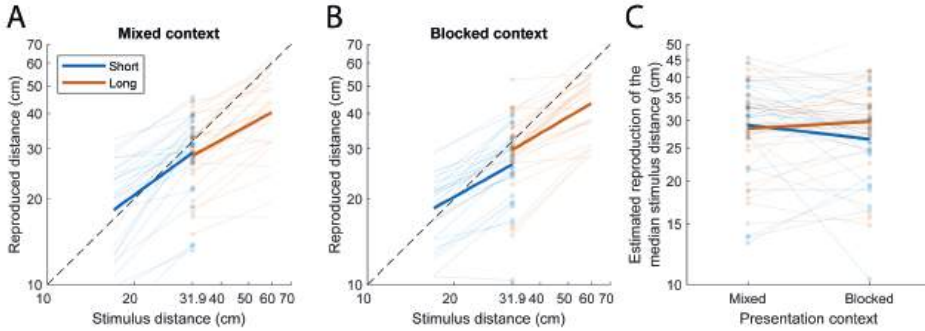 A
Mixed context
70
60
50
40
30
20
10
Reproduced distance (cm)
Short
Long
10
20
31.9
40
50
60
70
Stimulus distance (cm)
B
Blocked context
70
60
50
40
30
20
10
Reproduced distance (cm)
10
20
31.9
40
50
60
70
Stimulus distance (cm)
C
50
45
40
35
30
25
20
15
10
Estimated reproduction of the
median stimulus distance (cm)
Mixed
Blocked
Presentation context